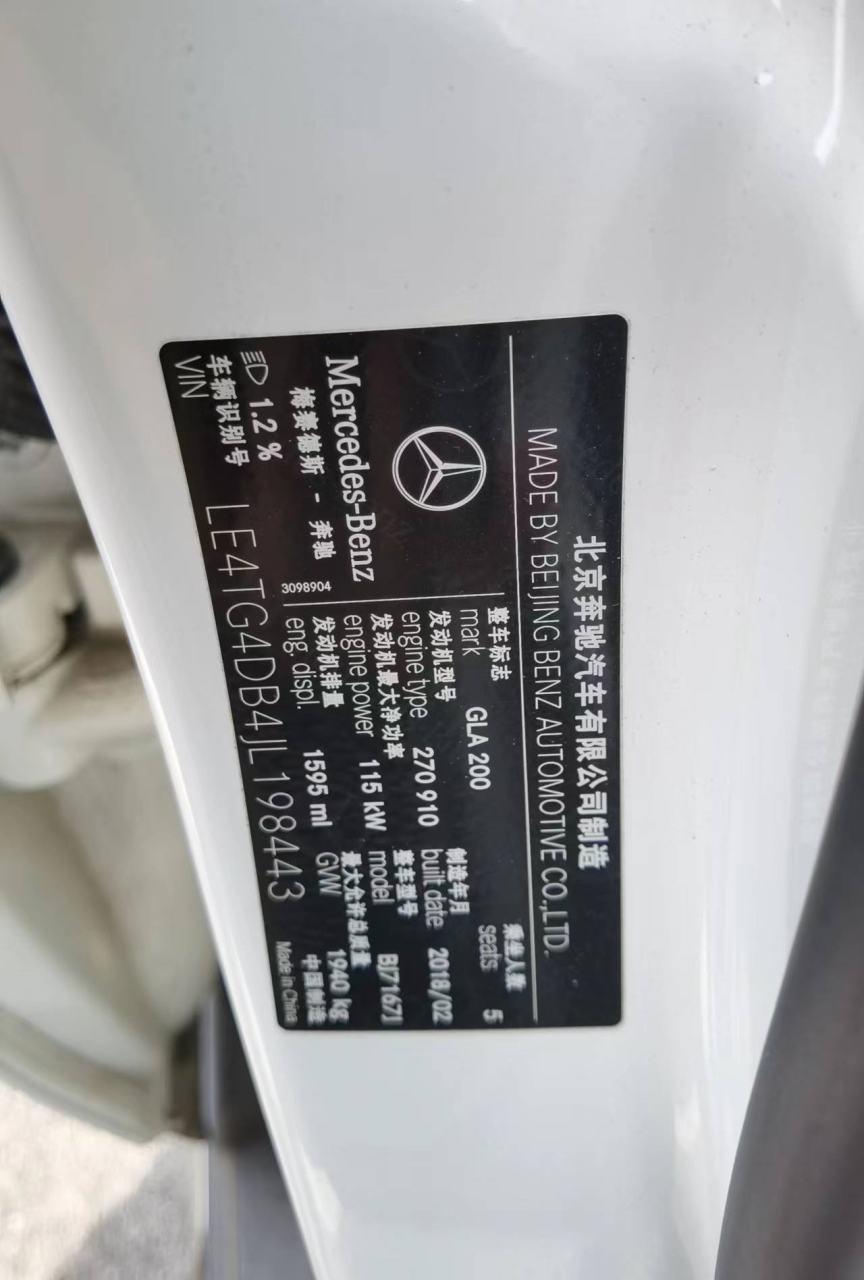 北京奔驰汽车有限公司制造
MADE BY BEIJING BENZ AUTOMOTIVE CO.,LTD.
整车标志
mark GLA 200
乘坐人数
seats 5
发动机型号
engine type 270 910
制造年月
built date 2018/02
发动机最大净功率
engine power 115 kW
整车型号
model BJ7167J
发动机排量
eng. displ. 1595 ml
最大允许总质量
GVW 1940 kg
Mercedes-Benz
梅赛德斯 - 奔驰
3098904
1.2 %
车辆识别号
VIN LE4TG4DB4JL198443
中国制造
Made in China